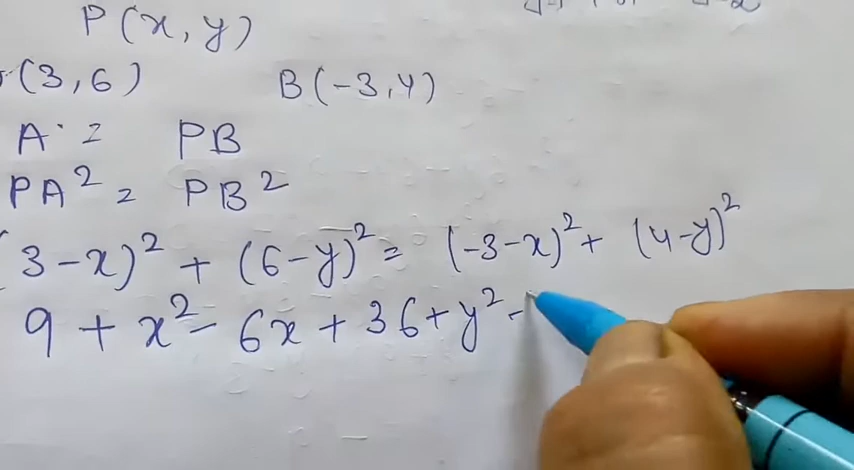 P(x, y)
(3, 6) B(-3, 4)
A = PB
PA² = PB²
(3-x)² + (6-y)² = (-3-x)² + (4-y)²
9 + x² - 6x + 36 + y² -